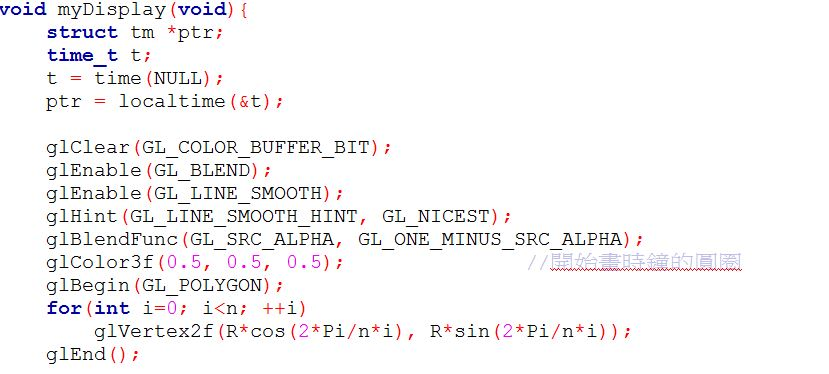 void myDisplay(void){
struct tm *ptr;
time_t t;
t = time(NULL);
ptr = localtime(&t);
glClear(GL_COLOR_BUFFER_BIT);
glEnable(GL_BLEND);
glEnable(GL_LINE_SMOOTH);
glHint(GL_LINE_SMOOTH_HINT, GL_NICEST);
glBlendFunc(GL_SRC_ALPHA, GL_ONE_MINUS_SRC_ALPHA);
glColor3f(0.5, 0.5, 0.5); //開始畫時鐘的圓圈
glBegin(GL_POLYGON);
for(int i=0; i<n; ++i)
glVertex2f(R*cos(2*Pi/n*i), R*sin(2*Pi/n*i));
glEnd();